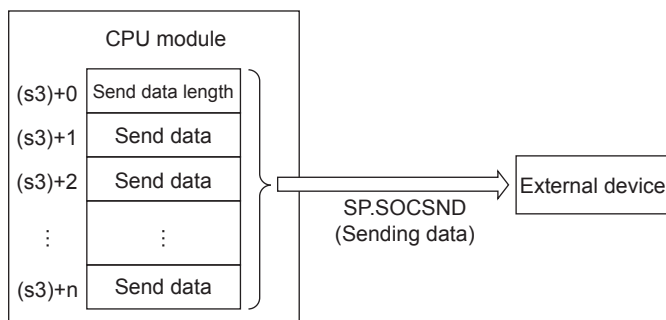 CPU module
(s3)+0 Send data length
(s3)+1 Send data
(s3)+2 Send data
⋮ ⋮
(s3)+n Send data
SP.SOCSND
(Sending data)
External device